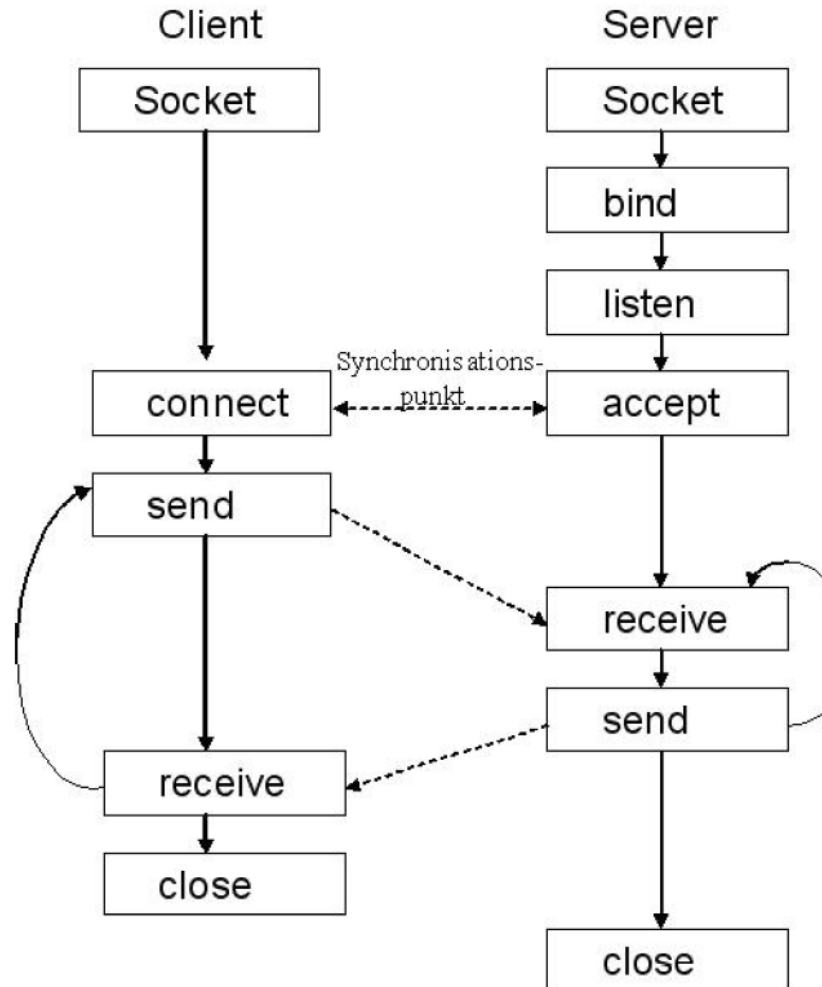 Client
Server
Socket
Socket
bind
listen
Synchronisations-
punkt
connect
accept
send
receive
send
receive
close
close